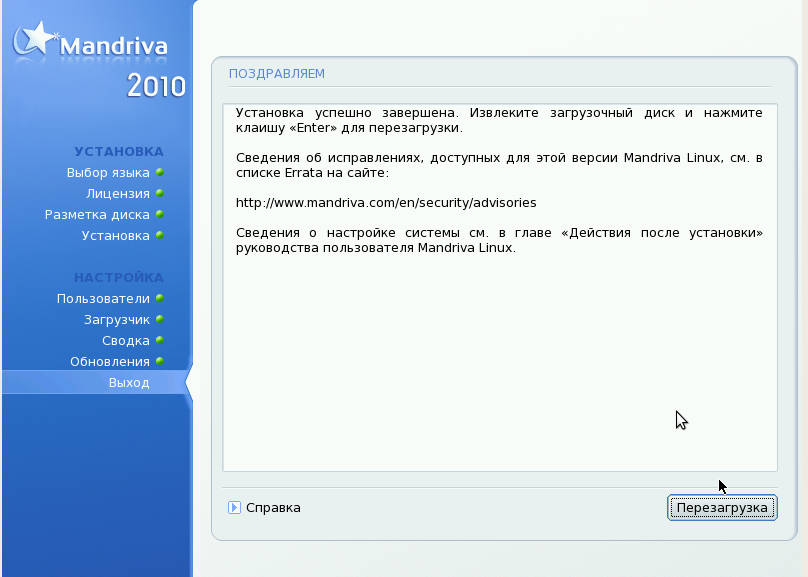 Mandriva
2010
УСТАНОВКА
Выбор языка
Лицензия
Разметка диска
Установка
НАСТРОЙКА
Пользователи
Загрузчик
Сводка
Обновления
Выход
ПОЗДРАВЛЯЕМ
Установка успешно завершена. Извлеките загрузочный диск и нажмите
клаишу «Enter» для перезагрузки.
Сведения об исправлениях, доступных для этой версии Mandriva Linux, см. в
списке Errata на сайте:
http://www.mandriva.com/en/security/advisories
Сведения о настройке системы см. в главе «Действия после установки»
руководства пользователя Mandriva Linux.
Справка
Перезагрузка